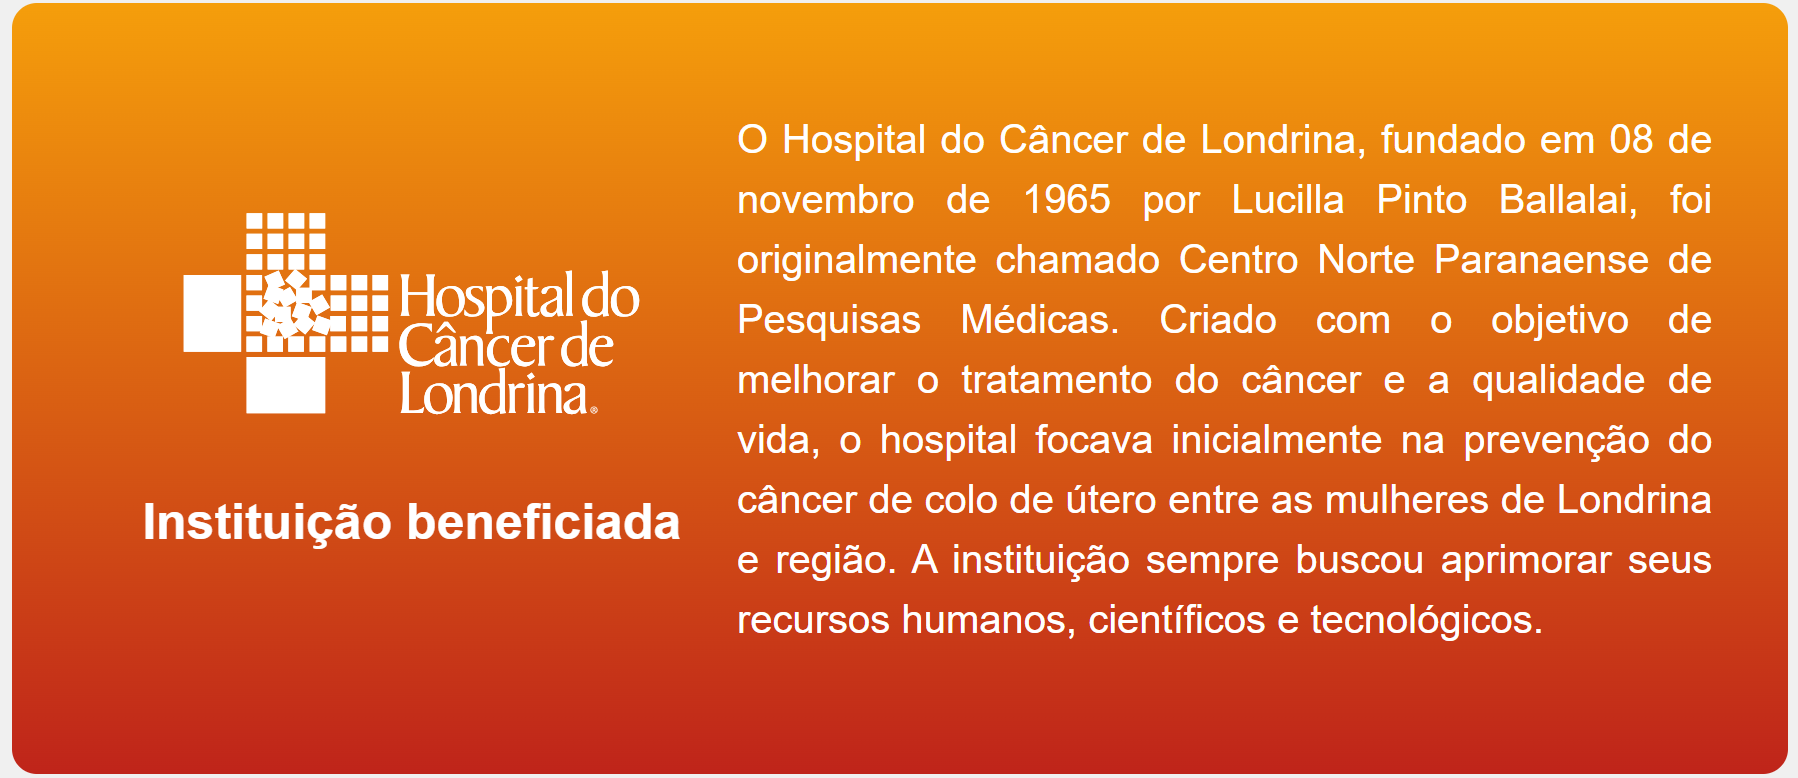 Hospital do
Câncer de
Londrina®
Instituição beneficiada
O Hospital do Câncer de Londrina, fundado em 08 de
novembro de 1965 por Lucilla Pinto Ballalai, foi
originalmente chamado Centro Norte Paranaense de
Pesquisas Médicas. Criado com o objetivo de
melhorar o tratamento do câncer e a qualidade de
vida, o hospital focava inicialmente na prevenção do
câncer de colo de útero entre as mulheres de Londrina
e região. A instituição sempre buscou aprimorar seus
recursos humanos, científicos e tecnológicos.